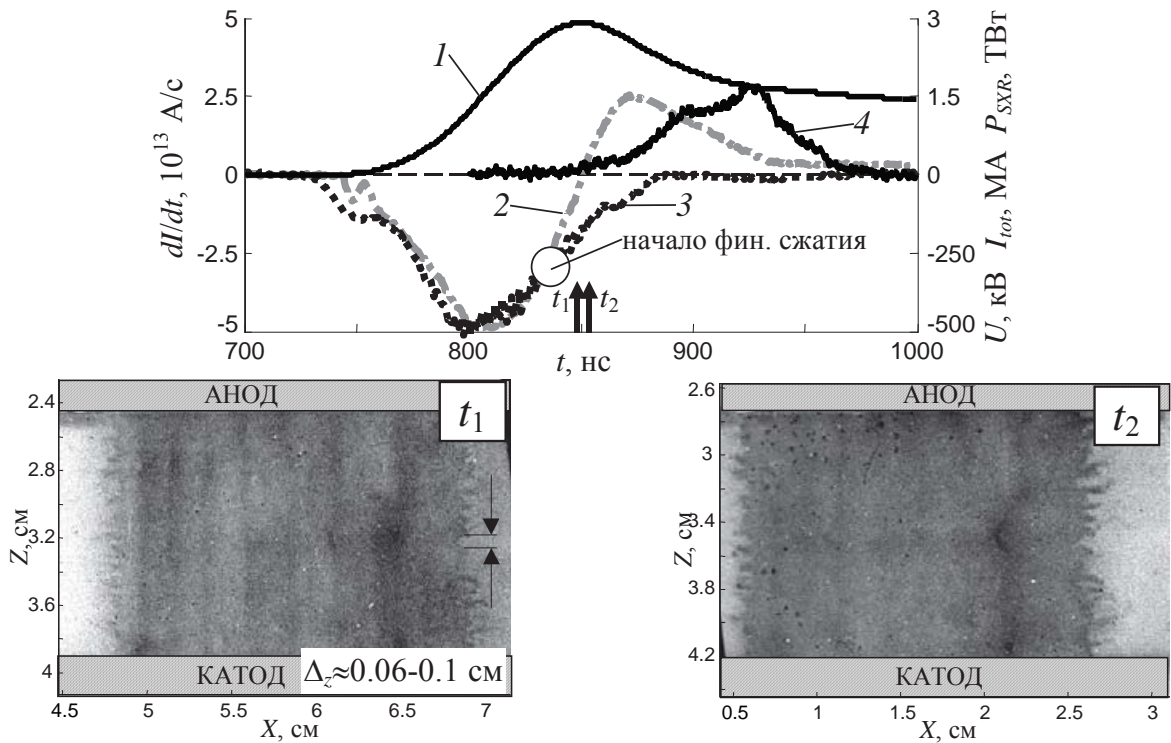 5
2.5
0
-2.5
-5
dI/dt, 10¹³ А/с
3
1.5
0
-250
-500
U, кВ I_tot, МА P_SXR, ТВт
1
2
3
4
начало фин. сжатия
t₁ t₂
700 800 900 1000
t, нс
АНОД
t₁
2.4
2.8
3.2
3.6
4
Z, см
КАТОД
Δ_z≈0.06-0.1 см
4.5 5 5.5 6 6.5 7
X, см
АНОД
t₂
2.6
3
3.4
3.8
4.2
Z, см
КАТОД
0.5 1 1.5 2 2.5 3
X, см